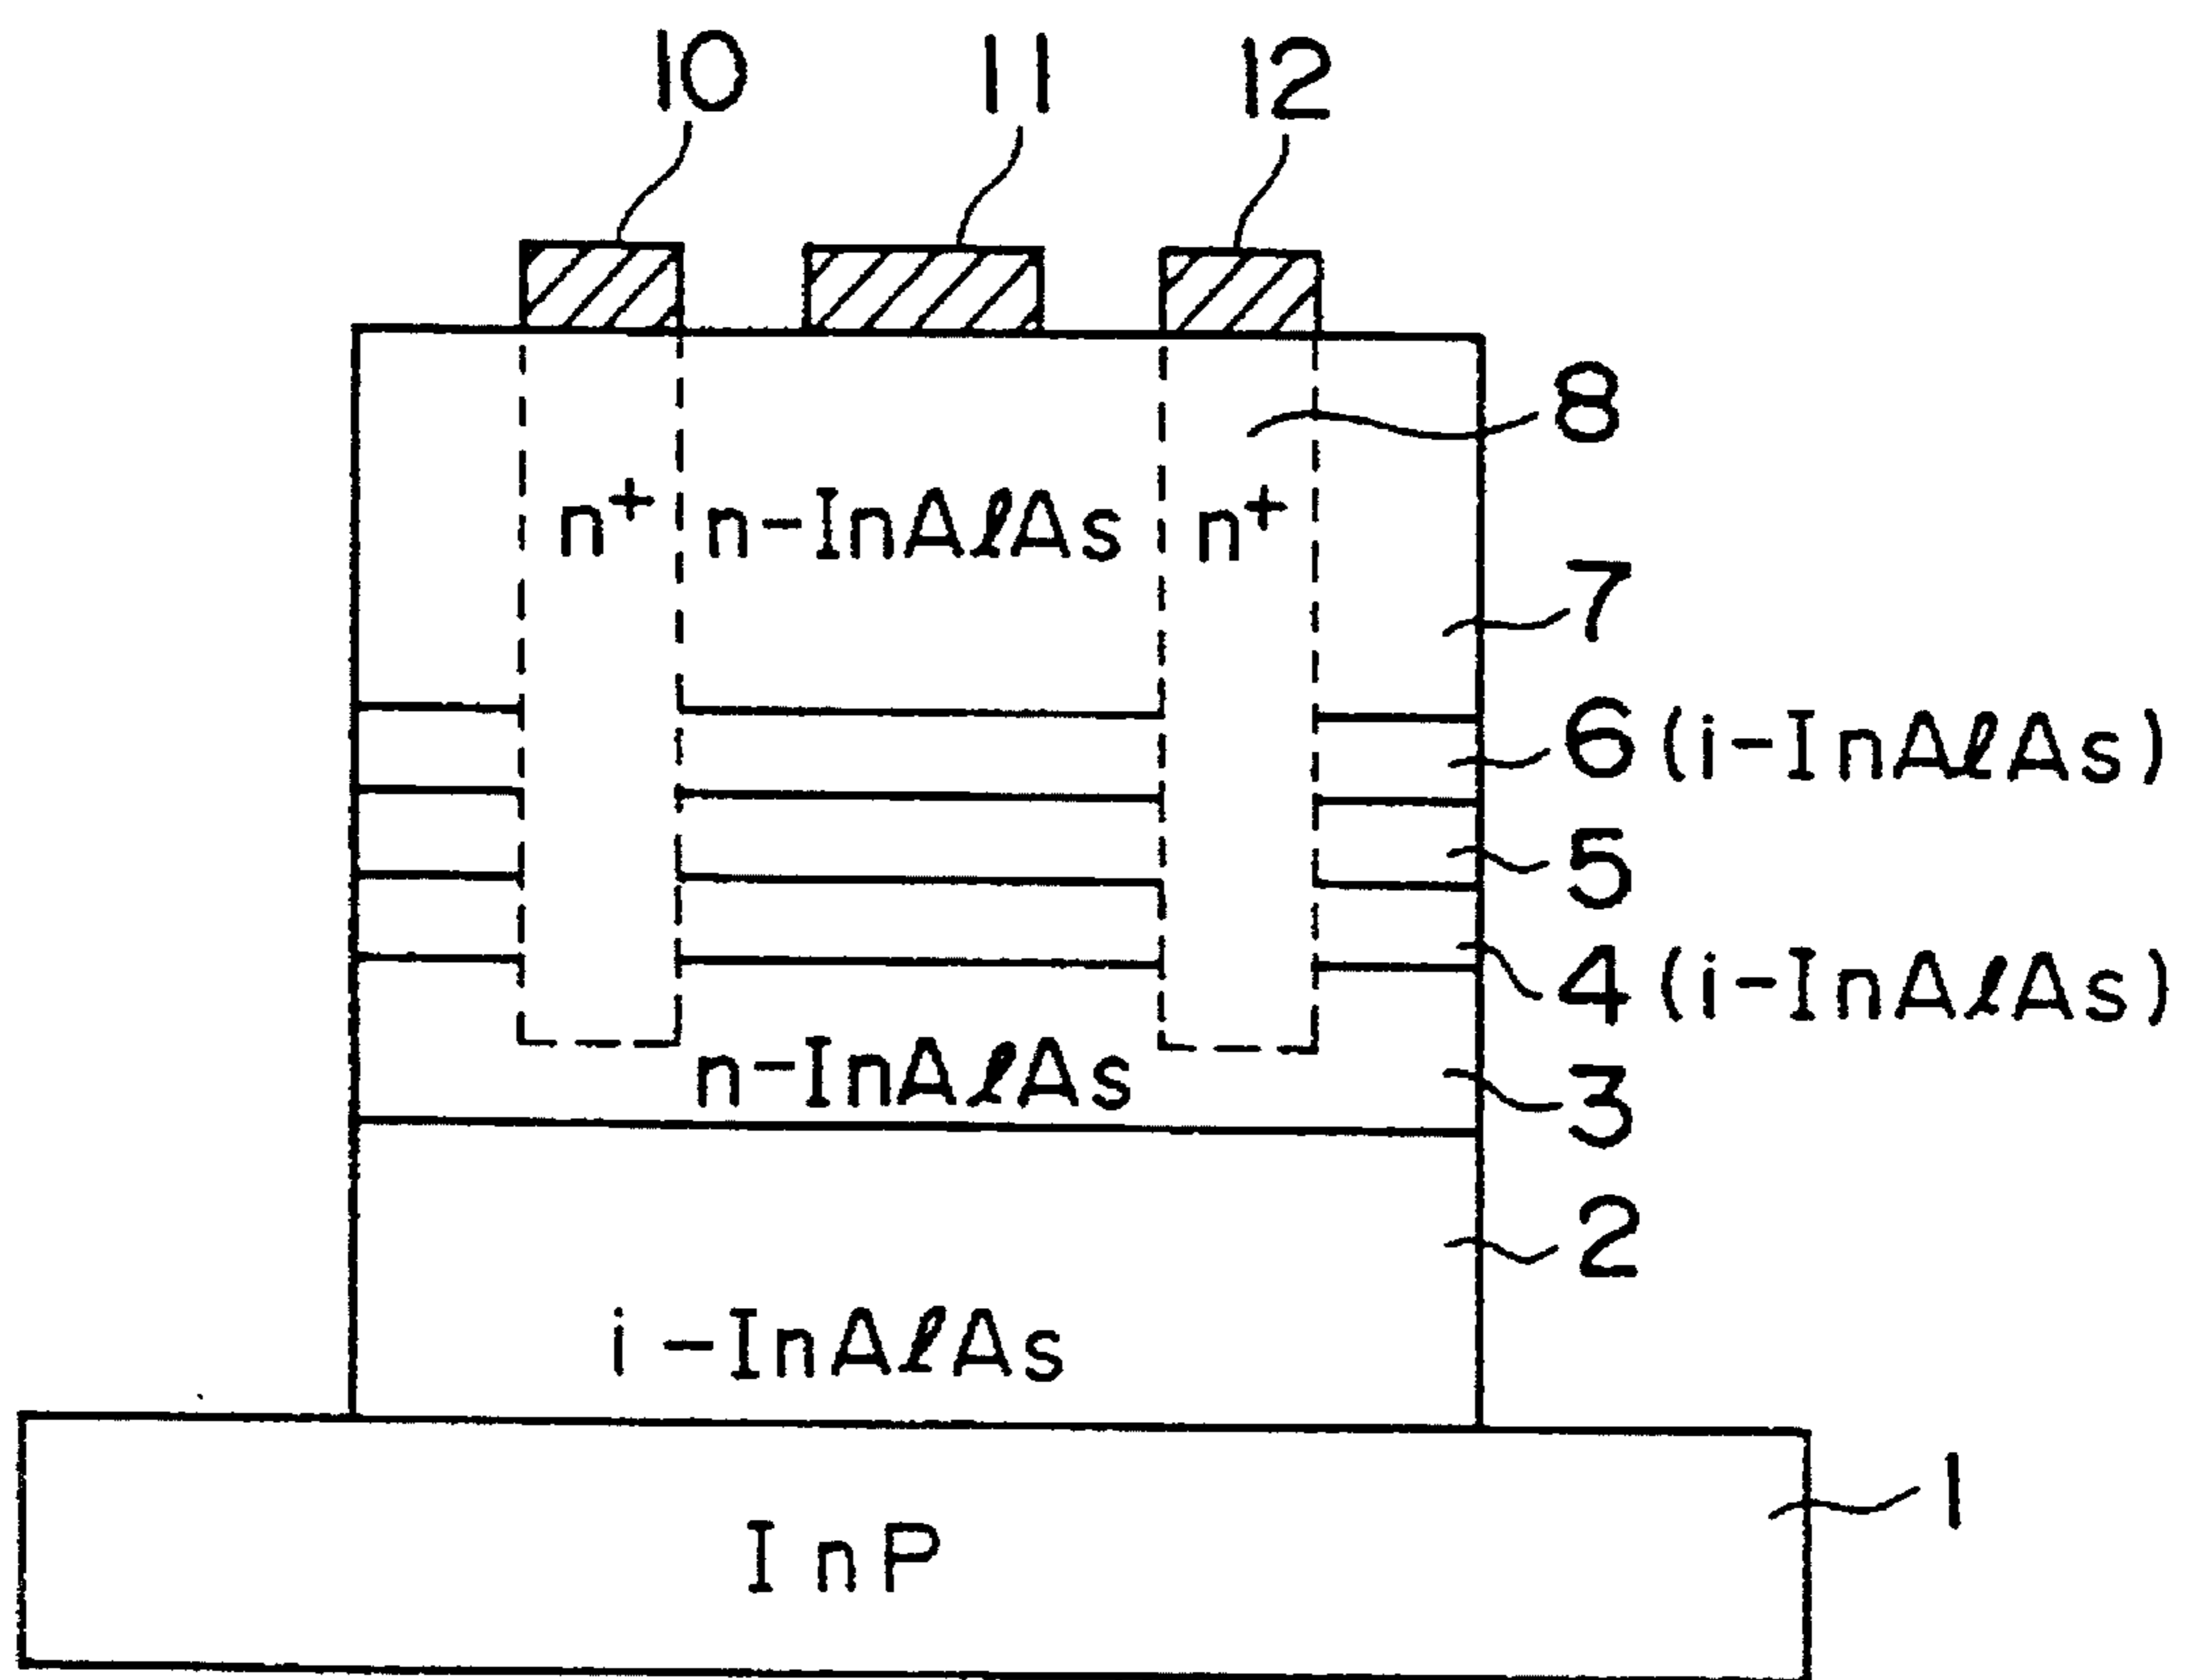 10 11 12
8
n+ n-InAlAs n+
7
6 (i-InAlAs)
5
4 (i-InAlAs)
n-InAlAs
3
2
i-InAlAs
1
InP